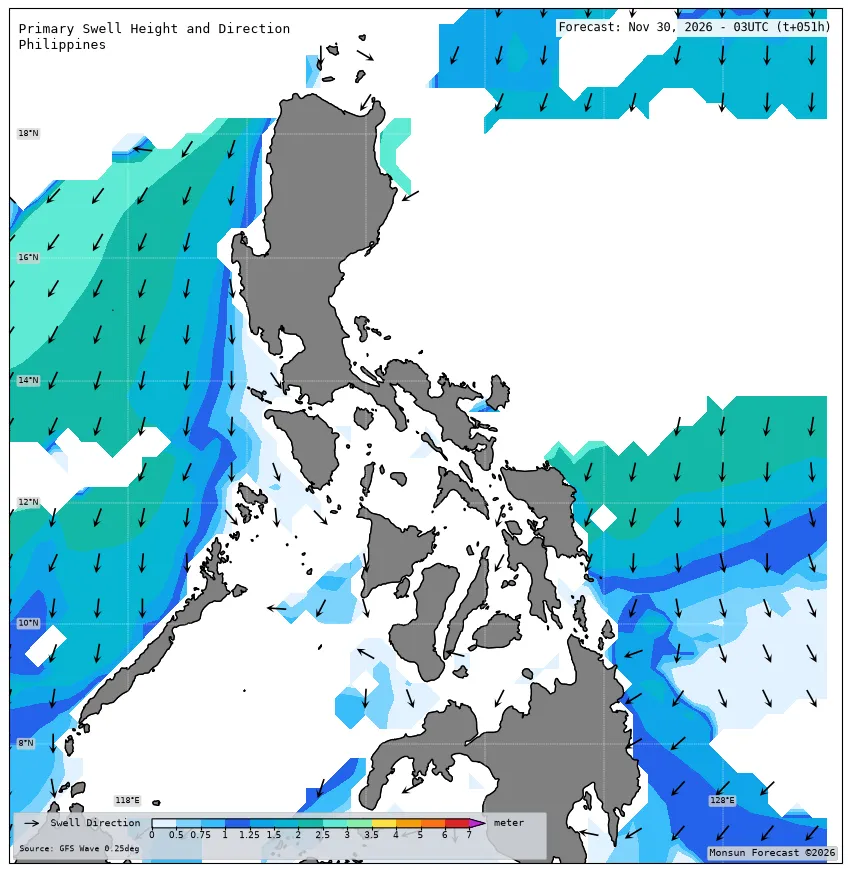 Primary Swell Height and Direction
Philippines
Forecast: Nov 30, 2026 - 03UTC (t+051h)
18°N
16°N
14°N
12°N
10°N
8°N
118°E
128°E
Swell Direction
0 0.5 0.75 1 1.25 1.5 2 2.5 3 3.5 4 5 6 7
meter
Source: GFS Wave 0.25deg
Monsun Forecast ©2026